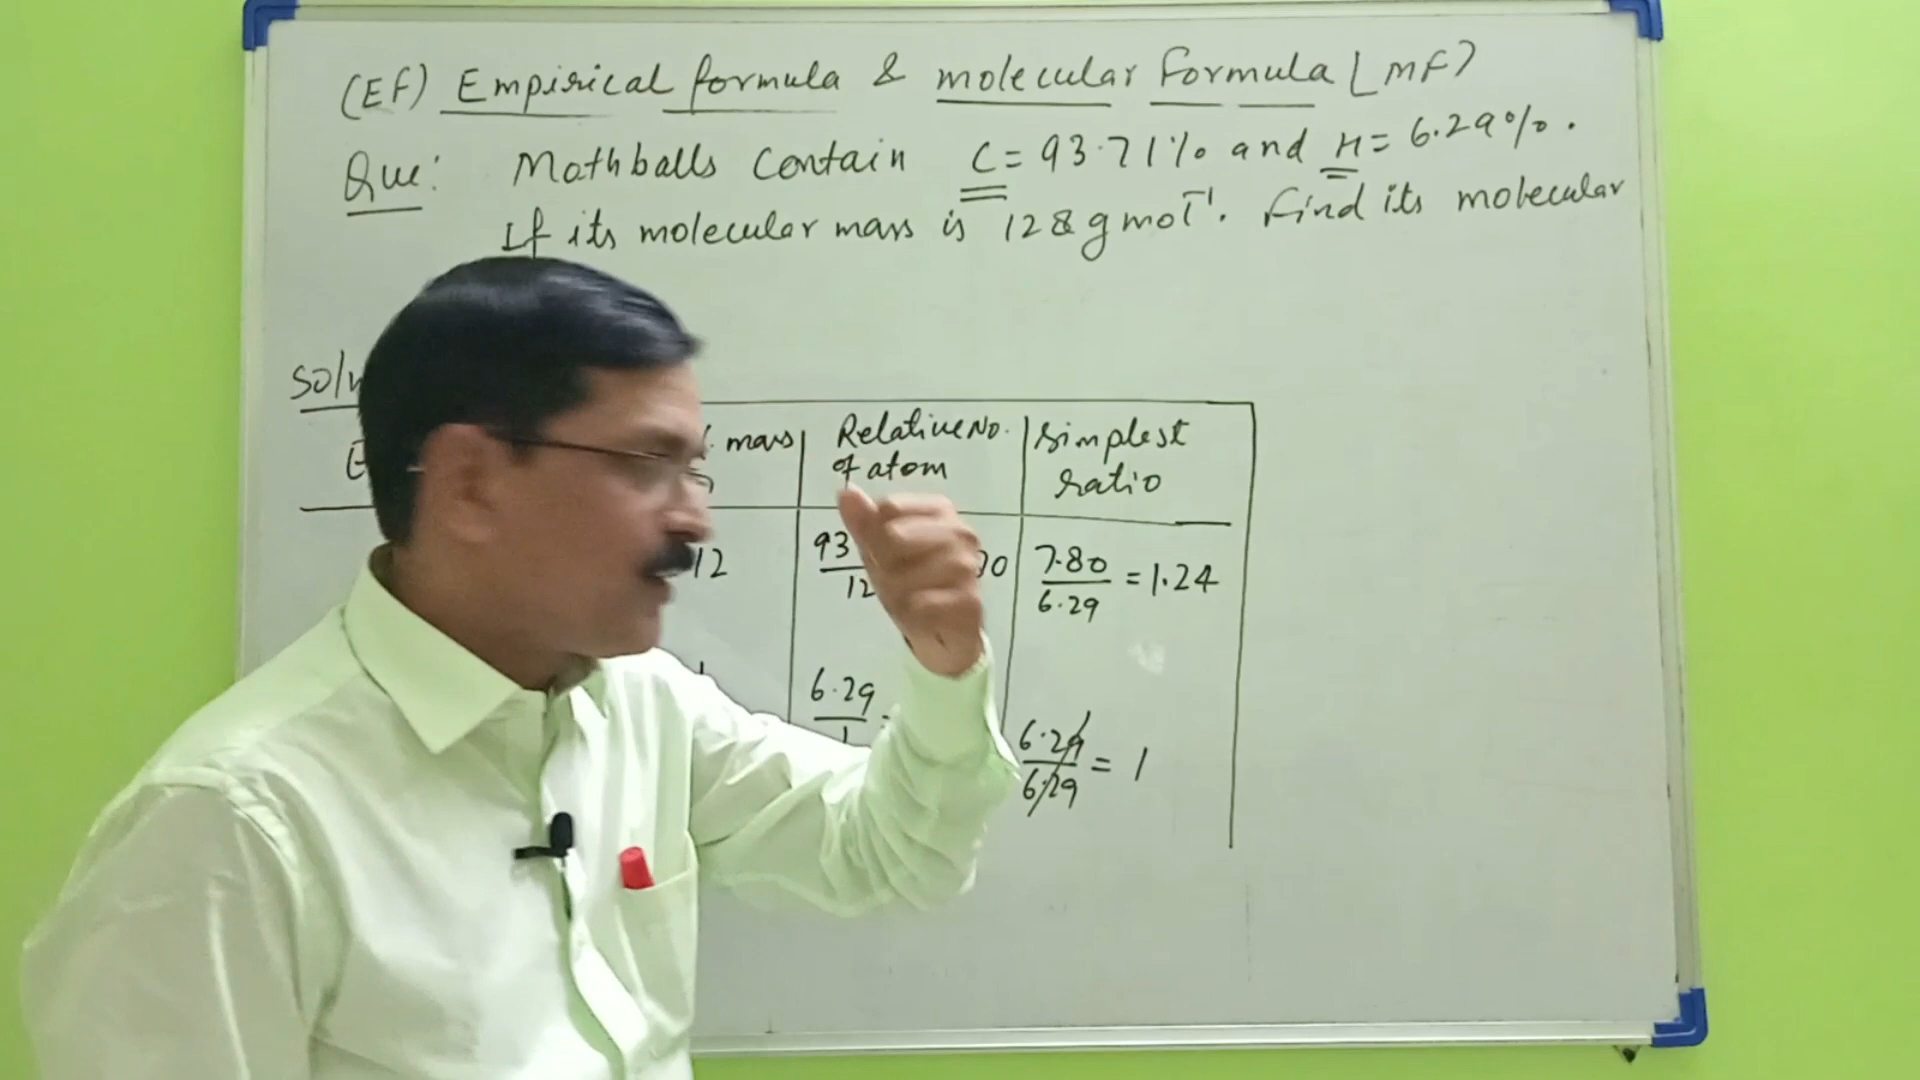 (EF) Empirical formula & molecular Formula (MF)
Que: Mothballs contain C = 93.71% and H = 6.29%.
If its molecular mass is 128 g mol⁻¹. Find its molecular
Soln
mass Relative No. of atom Simplest ratio
12 93 / 12 7.80 / 6.29 = 1.24
6.29 / 1 = 6.29 / 6.29 = 1